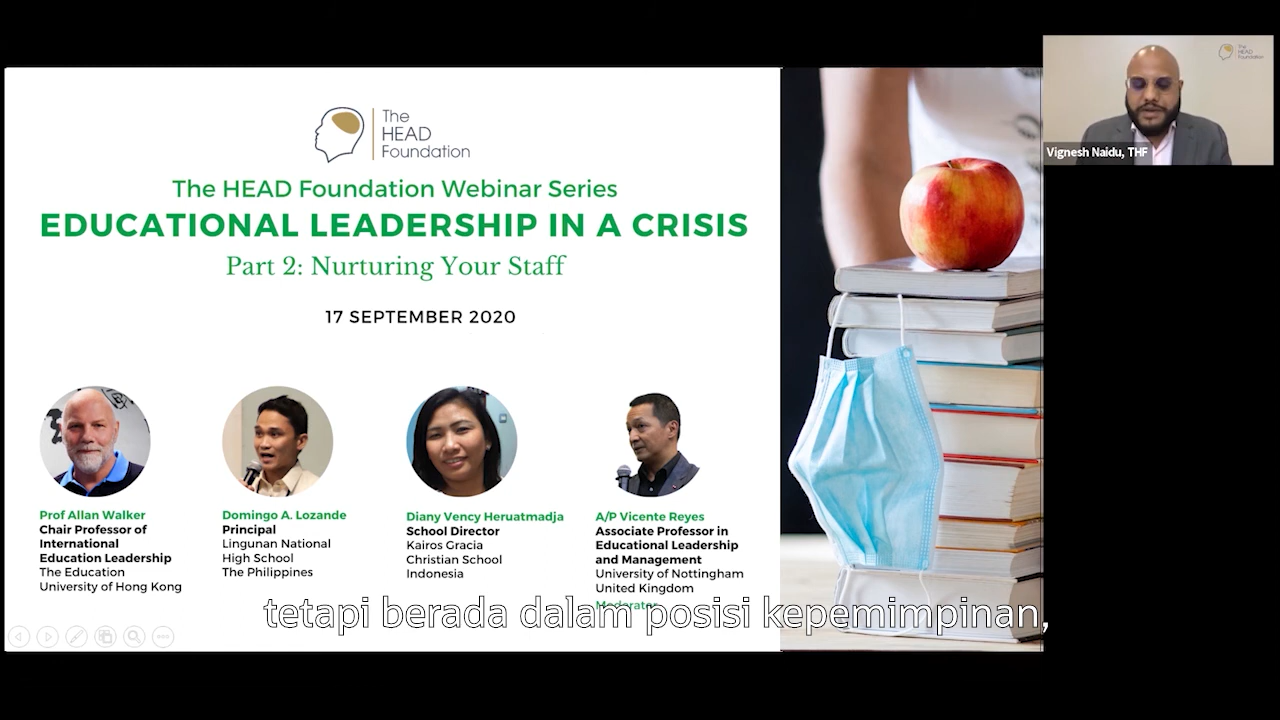 The
HEAD
Foundation
The HEAD Foundation Webinar Series
EDUCATIONAL LEADERSHIP IN A CRISIS
Part 2: Nurturing Your Staff
17 SEPTEMBER 2020
Prof Allan Walker
Chair Professor of
International
Education Leadership
The Education
University of Hong Kong
Domingo A. Lozande
Principal
Lingunan National
High School
The Philippines
Diany Vency Heruatmadja
School Director
Kairos Gracia
Christian School
Indonesia
A/P Vicente Reyes
Associate Professor in
Educational Leadership
and Management
University of Nottingham
United Kingdom
Moderator
tetapi berada dalam posisi kepemimpinan,
The
HEAD
Foundation
Vignesh Naidu, THF